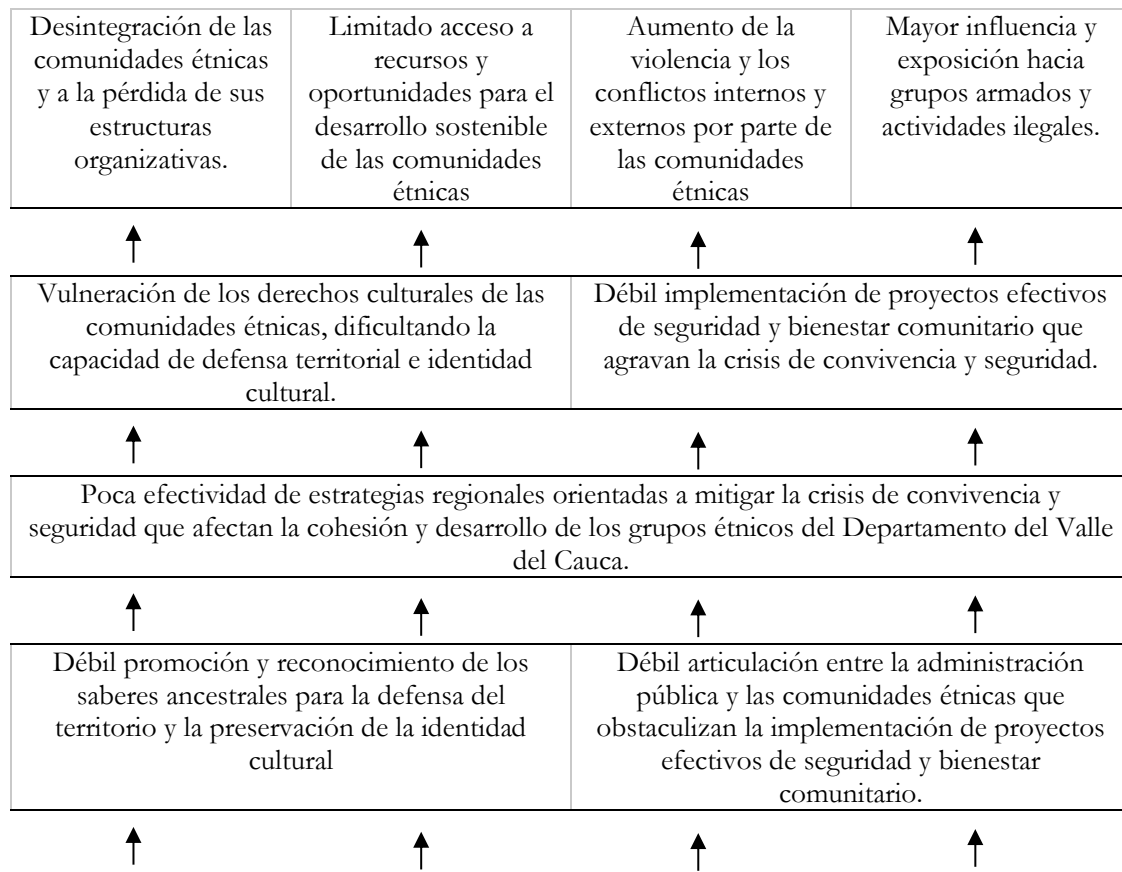 Desintegración de las
comunidades étnicas
y a la pérdida de sus
estructuras
organizativas.
Limitado acceso a
recursos y
oportunidades para el
desarrollo sostenible
de las comunidades
étnicas
Aumento de la
violencia y los
conflictos internos y
externos por parte de
las comunidades
étnicas
Mayor influencia y
exposición hacia
grupos armados y
actividades ilegales.
Vulneración de los derechos culturales de las
comunidades étnicas, dificultando la
capacidad de defensa territorial e identidad
cultural.
Débil implementación de proyectos efectivos
de seguridad y bienestar comunitario que
agravan la crisis de convivencia y seguridad.
Poca efectividad de estrategias regionales orientadas a mitigar la crisis de convivencia y
seguridad que afectan la cohesión y desarrollo de los grupos étnicos del Departamento del Valle
del Cauca.
Débil promoción y reconocimiento de los
saberes ancestrales para la defensa del
territorio y la preservación de la identidad
cultural
Débil articulación entre la administración
pública y las comunidades étnicas que
obstaculizan la implementación de proyectos
efectivos de seguridad y bienestar
comunitario.